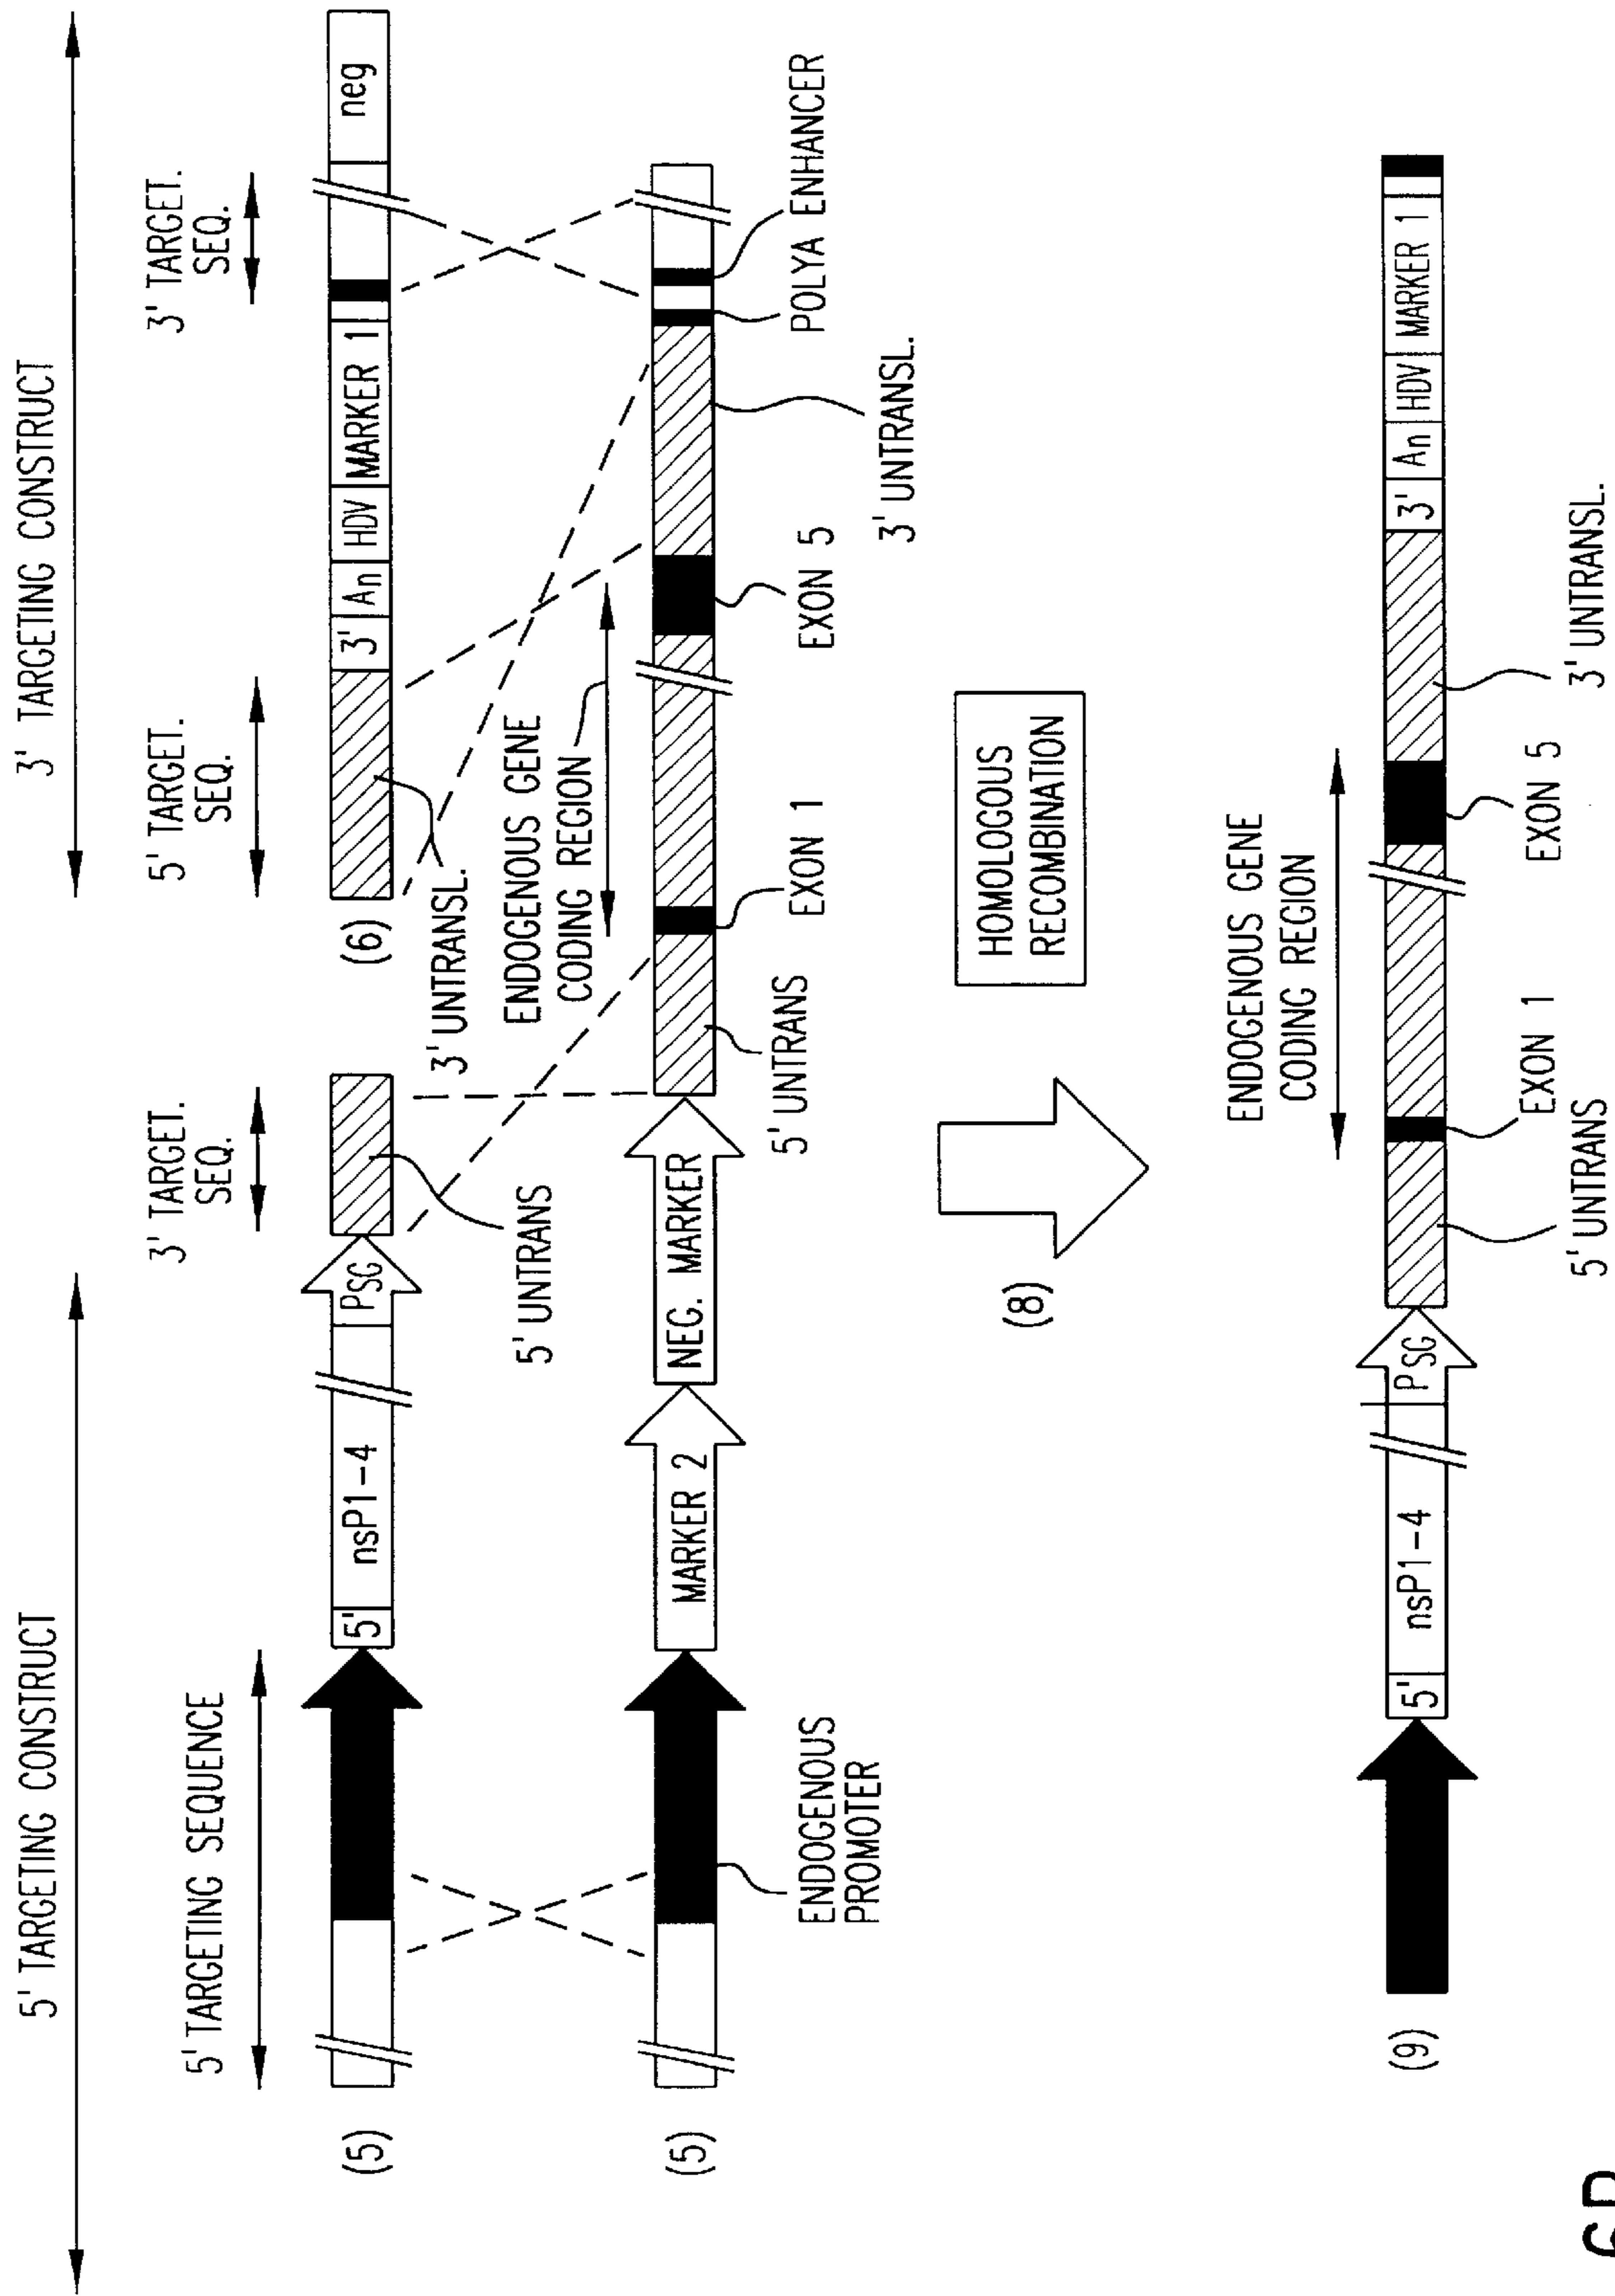 5' TARGETING CONSTRUCT
3' TARGETING CONSTRUCT
5' TARGETING SEQUENCE
3' TARGET.
SEQ.
5' TARGET.
SEQ.
3' TARGET.
SEQ.
(5)
5'
nsP1-4
PSG
5' UNTRANS
(6)
3'
An
HDV
MARKER 1
neg
3' UNTRANSL.
ENDOGENOUS GENE
CODING REGION
(5)
MARKER 2
NEG. MARKER
ENDOGENOUS
PROMOTER
5' UNTRANS
EXON 1
EXON 5
3' UNTRANSL.
POLYA
ENHANCER
(8)
HOMOLOGOUS
RECOMBINATION
ENDOGENOUS GENE
CODING REGION
(9)
5'
nsP1-4
PSG
3'
An
HDV
MARKER 1
5' UNTRANS
EXON 1
EXON 5
3' UNTRANSL.